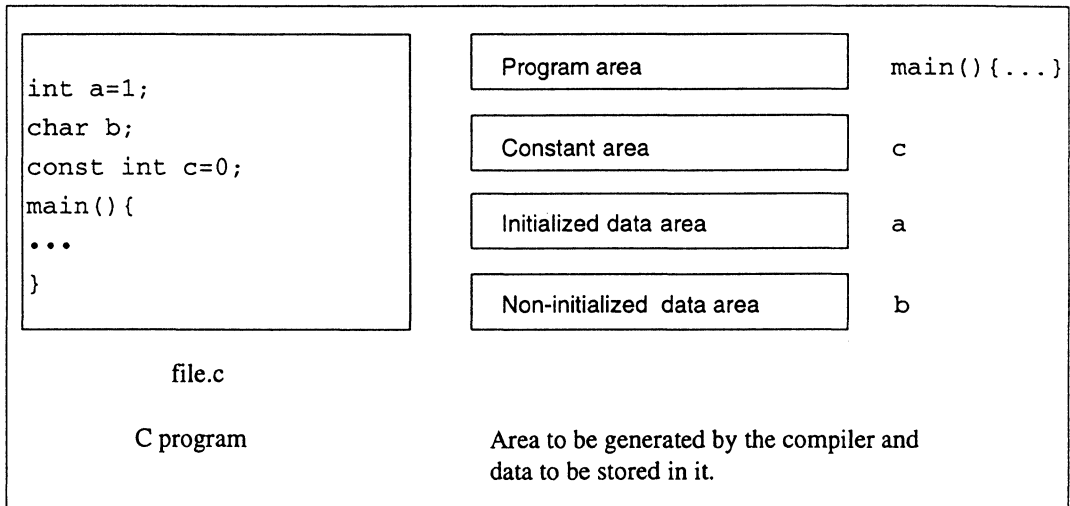 int a=1;
char b;
const int c=0;
main(){
•••
}
file.c
C program
Program area main(){...}
Constant area c
Initialized data area a
Non-initialized data area b
Area to be generated by the compiler and
data to be stored in it.